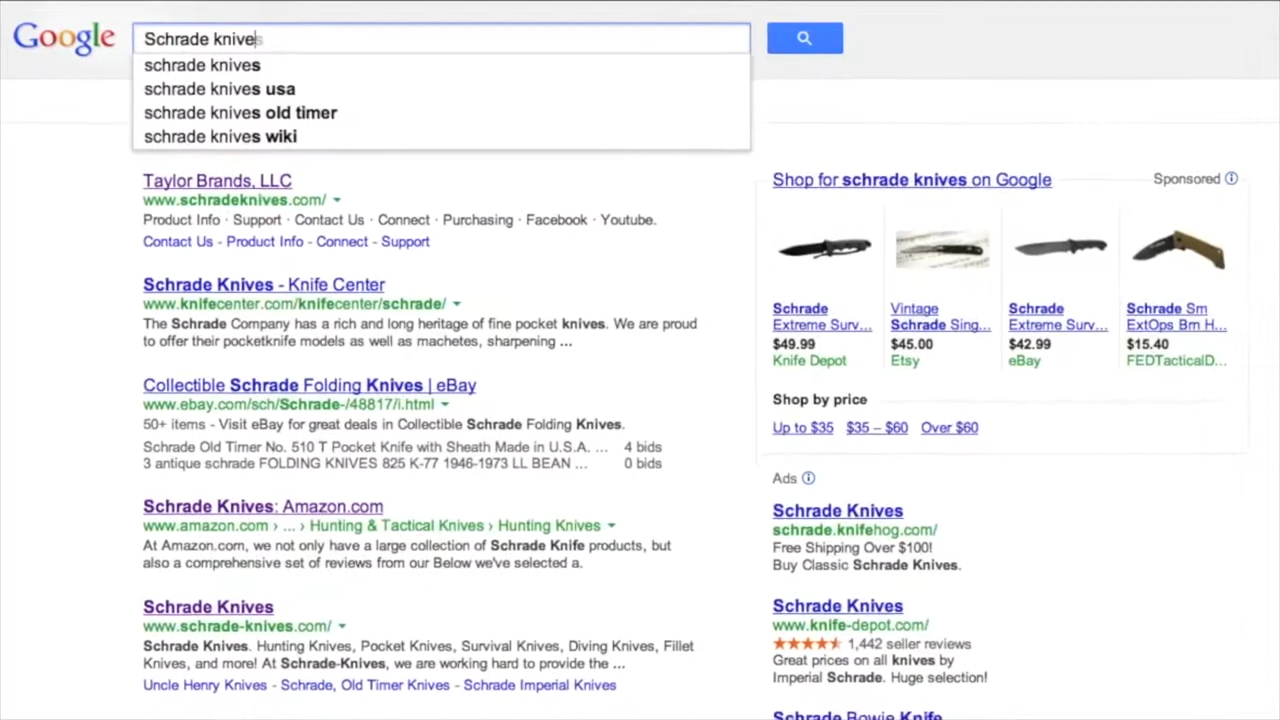 Google
Schrade knives
schrade knives
schrade knives usa
schrade knives old timer
schrade knives wiki
Taylor Brands, LLC
www.schradeknives.com/
Product Info · Support · Contact Us · Connect · Purchasing · Facebook · Youtube.
Contact Us - Product Info - Connect - Support
Schrade Knives - Knife Center
www.knifecenter.com/knifecenter/schrade/
The Schrade Company has a rich and long heritage of fine pocket knives. We are proud
to offer their pocketknife models as well as machetes, sharpening ...
Collectible Schrade Folding Knives | eBay
www.ebay.com/sch/Schrade-/48817/i.html
50+ items - Visit eBay for great deals in Collectible Schrade Folding Knives.
Schrade Old Timer No. 510 T Pocket Knife with Sheath Made in U.S.A. ... 4 bids
3 antique schrade FOLDING KNIVES 825 K-77 1946-1973 LL BEAN ... 0 bids
Schrade Knives: Amazon.com
www.amazon.com › ... › Hunting & Tactical Knives › Hunting Knives
At Amazon.com, we not only have a large collection of Schrade Knife products, but
also a comprehensive set of reviews from our Below we've selected a.
Schrade Knives
www.schrade-knives.com/
Schrade Knives. Hunting Knives, Pocket Knives, Survival Knives, Diving Knives, Fillet
Knives, and more! At Schrade-Knives, we are working hard to provide the ...
Uncle Henry Knives - Schrade, Old Timer Knives - Schrade Imperial Knives
Shop for schrade knives on Google Sponsored
Schrade
Extreme Surv...
$49.99
Knife Depot
Vintage
Schrade Sing...
$45.00
Etsy
Schrade
Extreme Surv...
$42.99
eBay
Schrade Sm
ExtOps Brn H...
$15.40
FEDTacticalD...
Shop by price
Up to $35 $35 – $60 Over $60
Ads
Schrade Knives
schrade.knifehog.com/
Free Shipping Over $100!
Buy Classic Schrade Knives.
Schrade Knives
www.knife-depot.com/
1,442 seller reviews
Great prices on all knives by
Imperial Schrade. Huge selection!
Schrade Bowie Knife